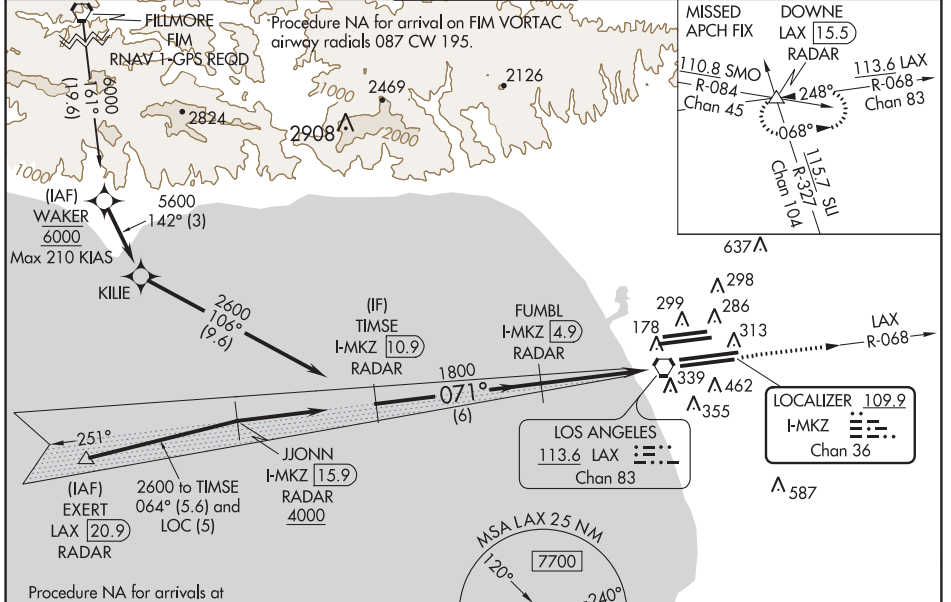 FILLMORE
FIM
RNAV 1-GPS REQD
6000
161°
(19.6)
Procedure NA for arrival on FIM VORTAC
airway radials 087 CW 195.
1000
2469
2126
2824
2908
2000
1000
MISSED
APCH FIX
DOWNE
LAX 15.5
RADAR
110.8 SMO
R-084
Chan 45
113.6 LAX
R-068
Chan 83
248°
068°
115.7 SLI
R-327
Chan 104
(IAF)
WAKER
6000
Max 210 KIAS
5600
142° (3)
KILIE
2600
106°
(9.6)
(IF)
TIMSE
I-MKZ 10.9
RADAR
FUMBL
I-MKZ 4.9
RADAR
637
298
299
286
178
313
LAX
R-068
1800
071°
(6)
339
462
355
587
LOCALIZER 109.9
I-MKZ
Chan 36
LOS ANGELES
113.6 LAX
Chan 83
251°
(IAF)
EXERT
LAX 20.9
RADAR
2600 to TIMSE
064° (5.6) and
LOC (5)
JJONN
I-MKZ 15.9
RADAR
4000
MSA LAX 25 NM
7700
120°
240°
Procedure NA for arrivals at